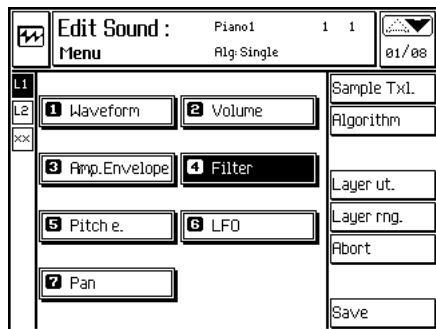 Edit Sound : Piano1 1 1
Menu Alg:Single 01/08
L1
L2
××
1 Waveform 2 Volume
3 Amp.Envelope 4 Filter
5 Pitch e. 6 LFO
7 Pan
Sample Txl.
Algorithm
Layer ut.
Layer rng.
Abort
Save